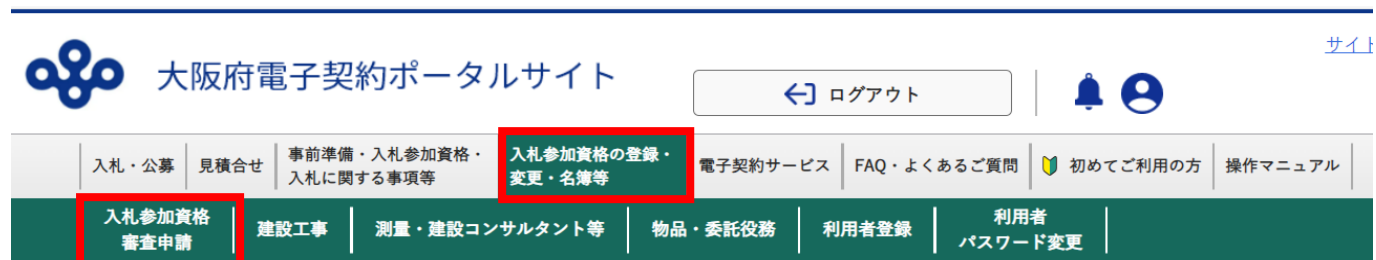 サイト
大阪府電子契約ポータルサイト
ログアウト
入札・公募
見積合せ
事前準備・入札参加資格・
入札に関する事項等
入札参加資格の登録・
変更・名簿等
電子契約サービス
FAQ・よくあるご質問
初めてご利用の方
操作マニュアル
入札参加資格
審査申請
建設工事
測量・建設コンサルタント等
物品・委託役務
利用者登録
利用者
パスワード変更